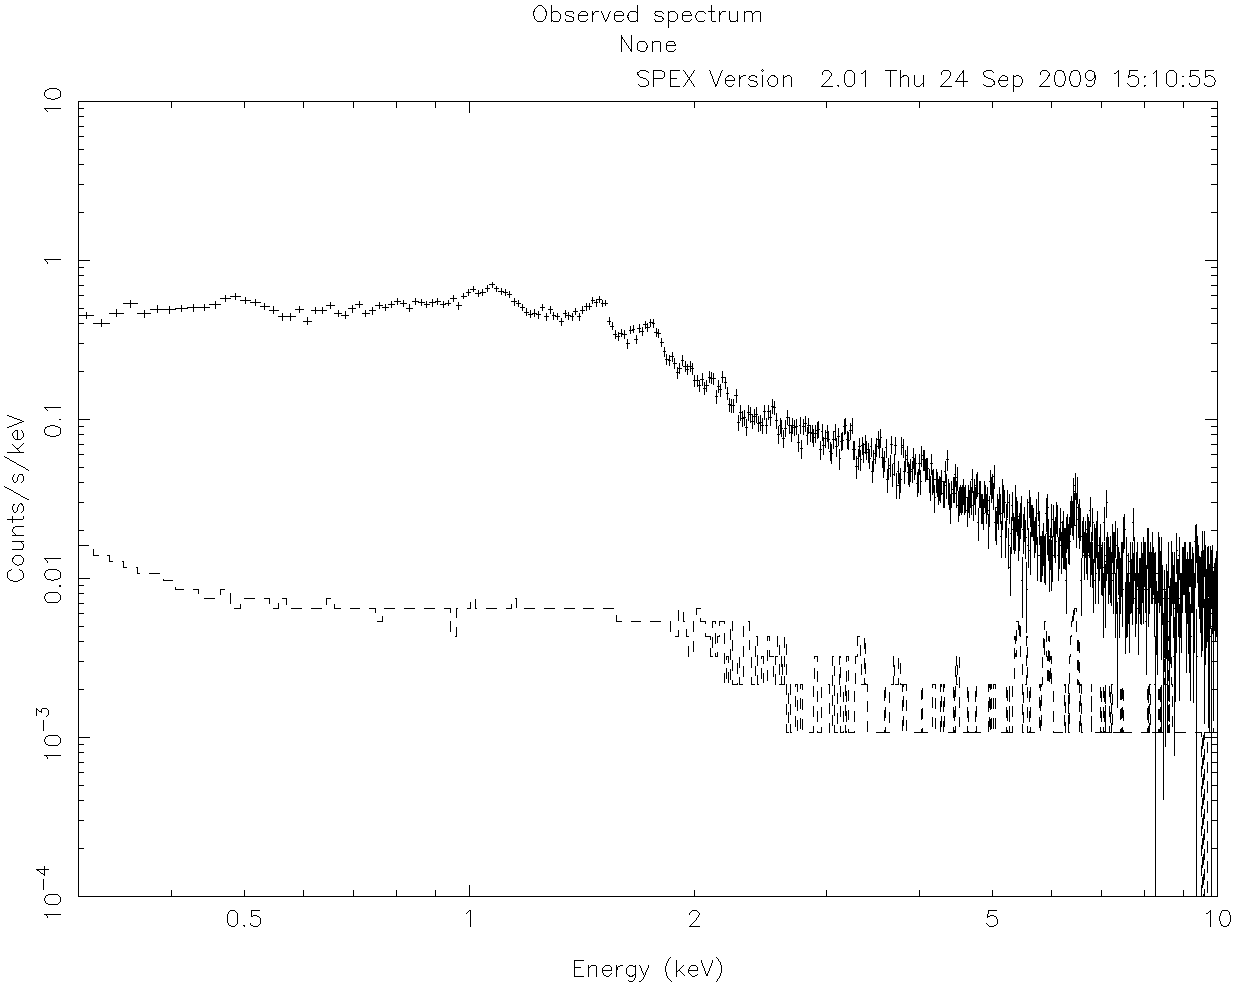 Observed spectrum
None
SPEX Version 2.01 Thu 24 Sep 2009 15:10:55
10
1
0.1
0.01
10−3
10−4
Counts/s/keV
0.5 1 2 5 10
Energy (keV)